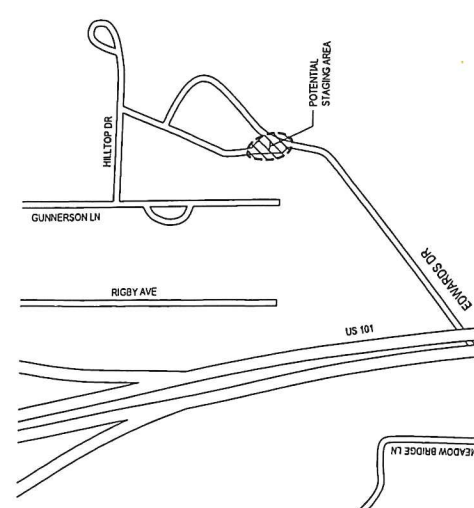 POTENTIAL
STAGING AREA
HILLTOP DR
GUNNERSON LN
EDWARDS DR
RIGBY AVE
US 101
MEADOW BRIDGE LN